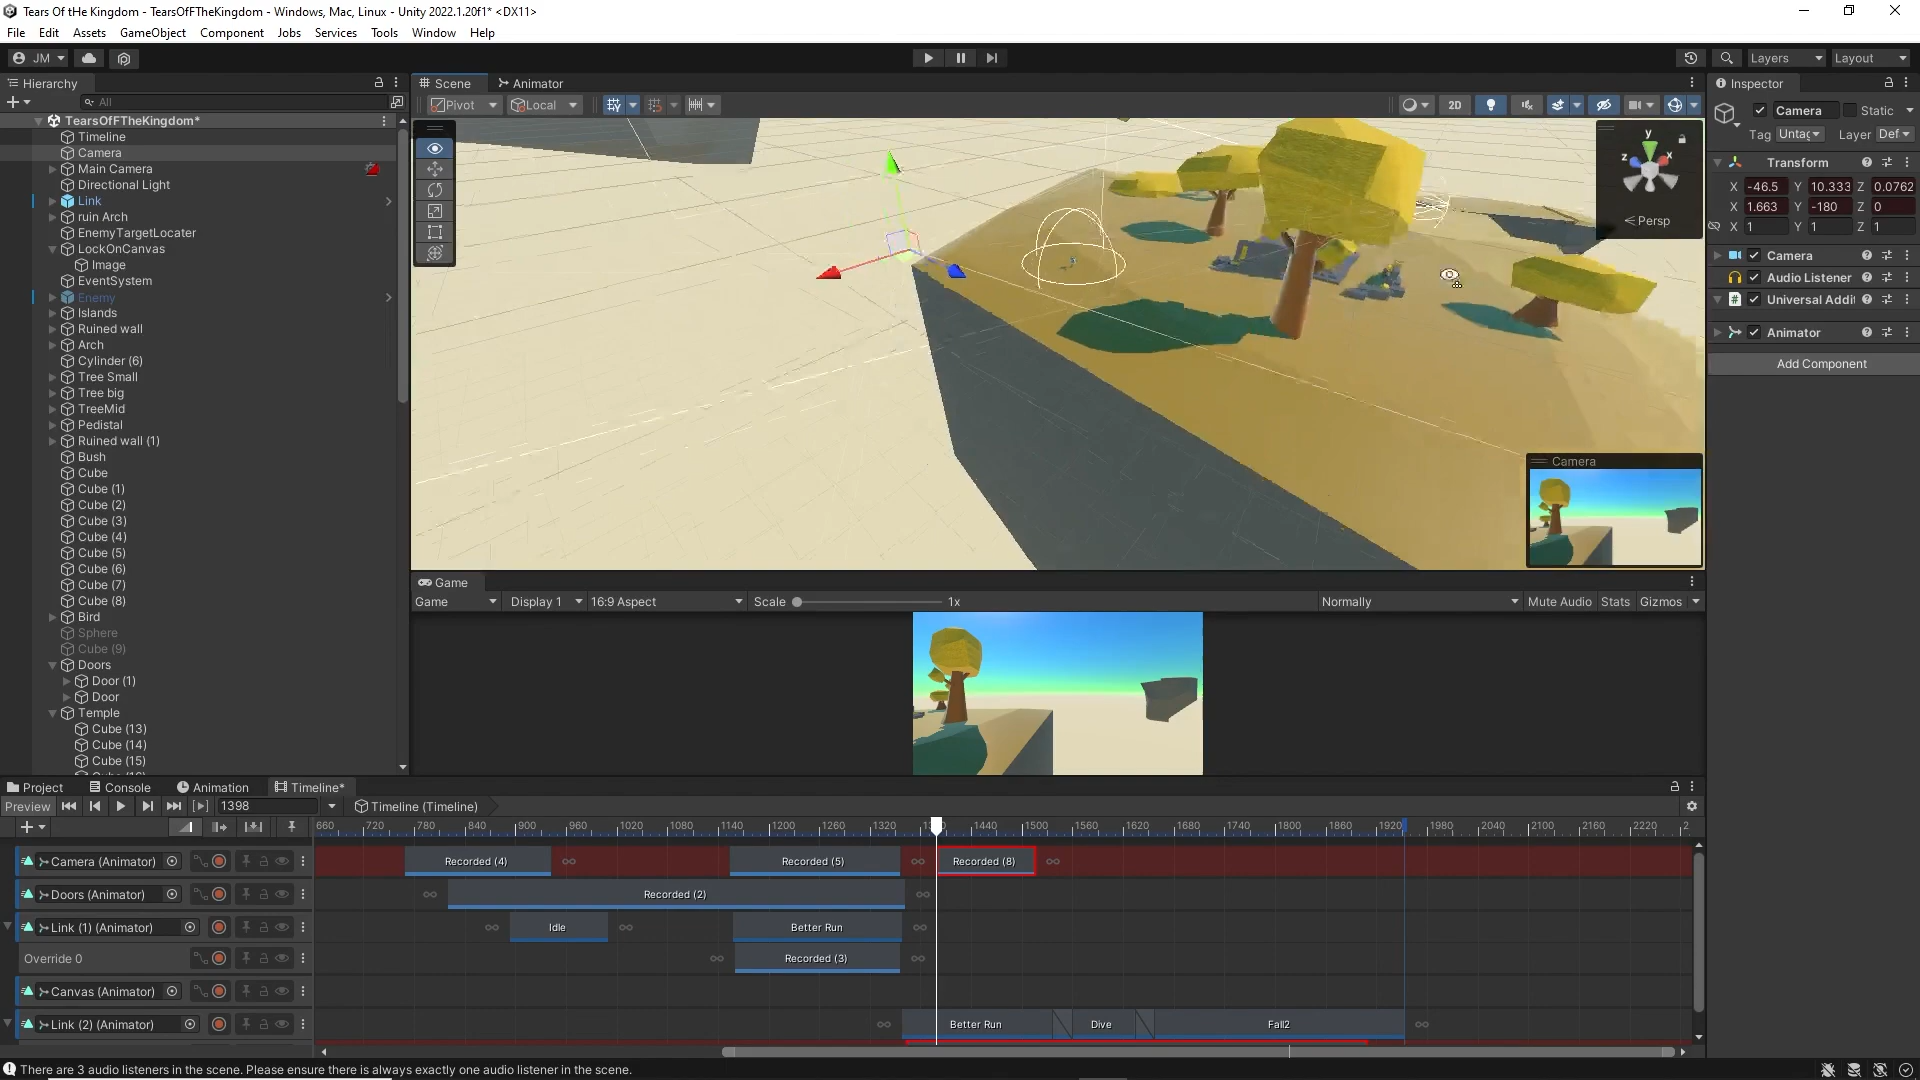 Tears Of tHe Kingdom - TearsOfFTheKingdom - Windows, Mac, Linux - Unity 2022.1.20f1* <DX11>
File Edit Assets GameObject Component Jobs Services Tools Window Help
JM Layers Layout
Hierarchy
All
TearsOfFTheKingdom*
Timeline
Camera
Main Camera
Directional Light
Link
ruin Arch
EnemyTargetLocater
LockOnCanvas
Image
EventSystem
Enemy
Islands
Ruined wall
Arch
Cylinder (6)
Tree Small
Tree big
TreeMid
Pedistal
Ruined wall (1)
Bush
Cube
Cube (1)
Cube (2)
Cube (3)
Cube (4)
Cube (5)
Cube (6)
Cube (7)
Cube (8)
Bird
Sphere
Cube (9)
Doors
Door (1)
Door
Temple
Cube (13)
Cube (14)
Cube (15)
Scene Animator
Pivot Local 2D
y
z x
Persp
Camera
Game
Game Display 1 16:9 Aspect Scale 1x Normally Mute Audio Stats Gizmos
Inspector
Camera Static
Tag Untag Layer Def
Transform
X -46.5 Y 10.333 Z 0.0762
X 1.663 Y -180 Z 0
X 1 Y 1 Z 1
Camera
Audio Listener
Universal Addi
Animator
Add Component
Project Console Animation Timeline*
Preview 1398 Timeline (Timeline)
660 720 780 840 900 960 1020 1080 1140 1200 1260 1320 1440 1500 1560 1620 1680 1740 1800 1860 1920 1980 2040 2100 2160 2220 2
Camera (Animator) Recorded (4) Recorded (5) Recorded (8)
Doors (Animator) Recorded (2)
Link (1) (Animator) Idle Better Run
Override 0 Recorded (3)
Canvas (Animator)
Link (2) (Animator) Better Run Dive Fall2
There are 3 audio listeners in the scene. Please ensure there is always exactly one audio listener in the scene.